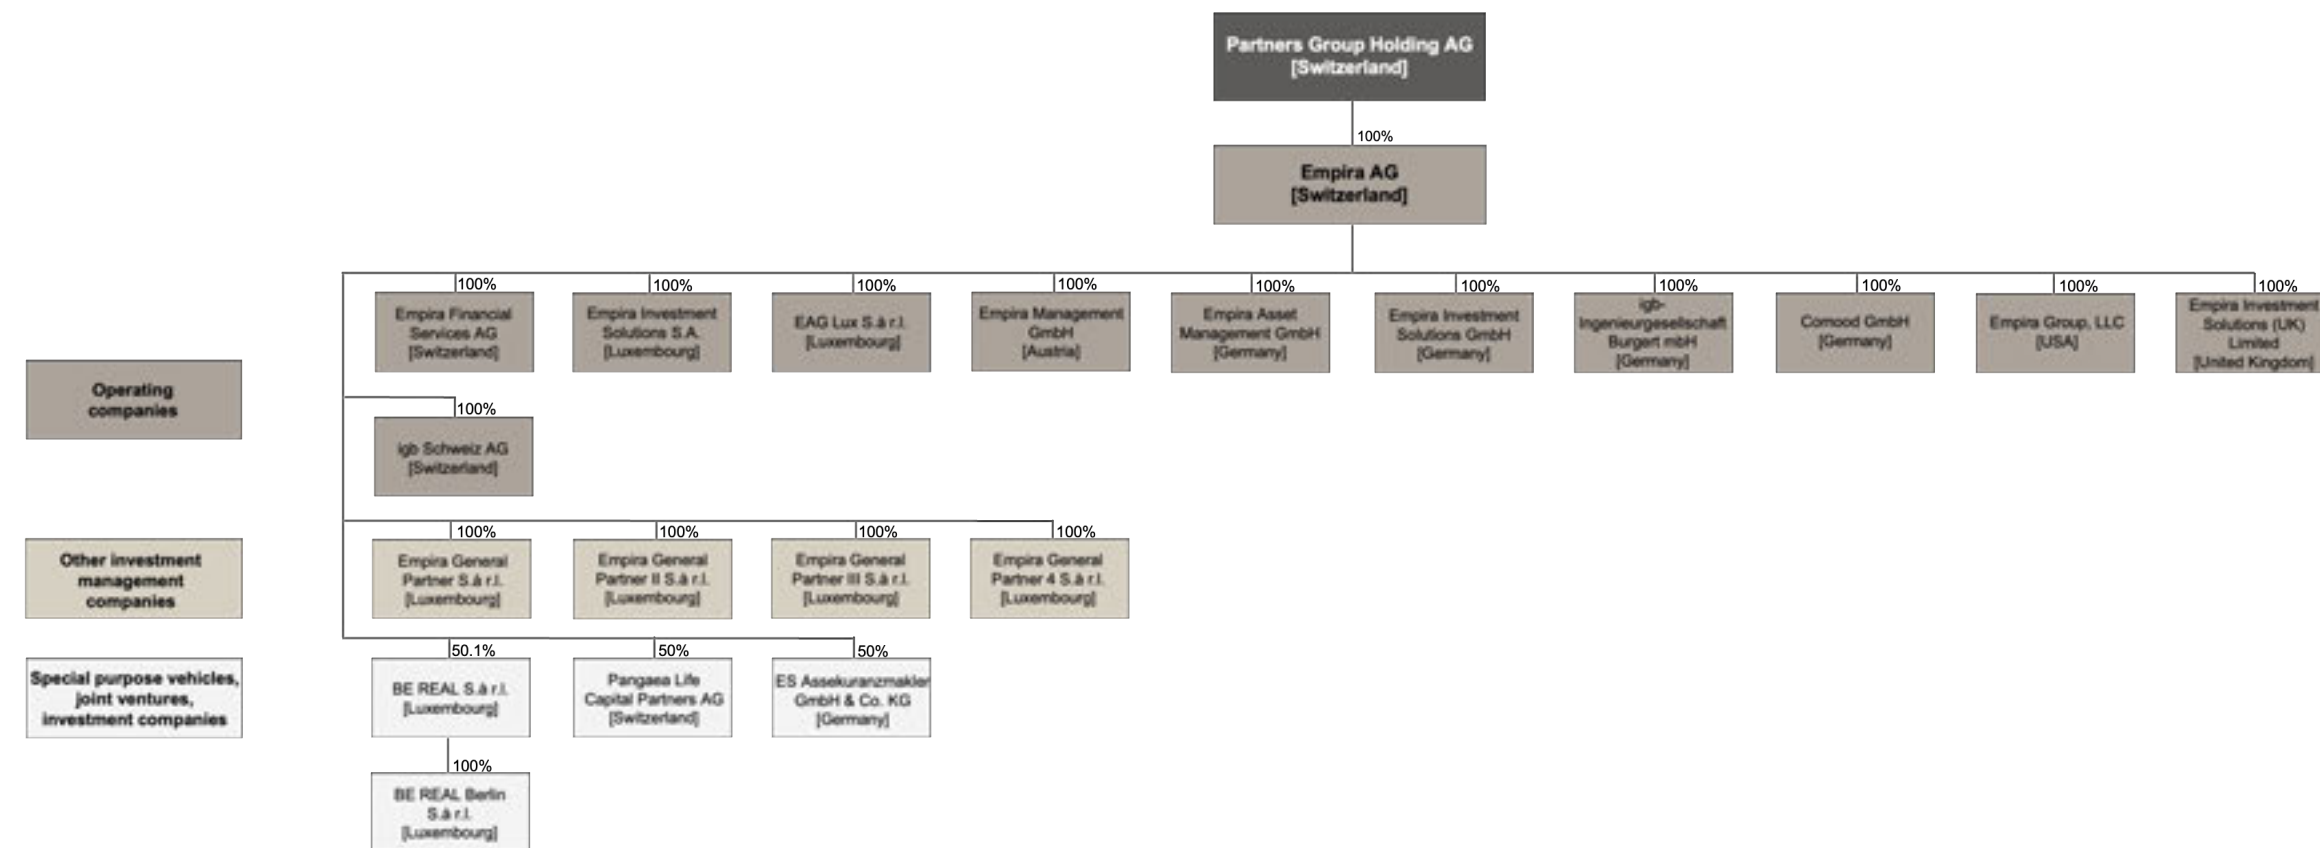 Partners Group Holding AG
[Switzerland]
100%
Empira AG
[Switzerland]
100%
Empira Financial
Services AG
[Switzerland]
100%
Empira Investment
Solutions S.A.
[Luxembourg]
100%
EAG Lux S.à r.l.
[Luxembourg]
100%
Empira Management
GmbH
[Austria]
100%
Empira Asset
Management GmbH
[Germany]
100%
Empira Investment
Solutions GmbH
[Germany]
100%
igb-
Ingenieurgesellschaft
Burgert mbH
[Germany]
100%
Comood GmbH
[Germany]
100%
Empira Group, LLC
[USA]
100%
Empira Investment
Solutions (UK)
Limited
[United Kingdom]
Operating
companies
100%
igb Schweiz AG
[Switzerland]
Other investment
management
companies
100%
Empira General
Partner S.à r.l.
[Luxembourg]
100%
Empira General
Partner II S.à r.l.
[Luxembourg]
100%
Empira General
Partner III S.à r.l.
[Luxembourg]
100%
Empira General
Partner 4 S.à r.l.
[Luxembourg]
Special purpose vehicles,
joint ventures,
investment companies
50.1%
BE REAL S.à r.l.
[Luxembourg]
50%
Pangaea Life
Capital Partners AG
[Switzerland]
50%
ES Assekuranzmakler
GmbH & Co. KG
[Germany]
100%
BE REAL Berlin
S.à r.l.
[Luxembourg]